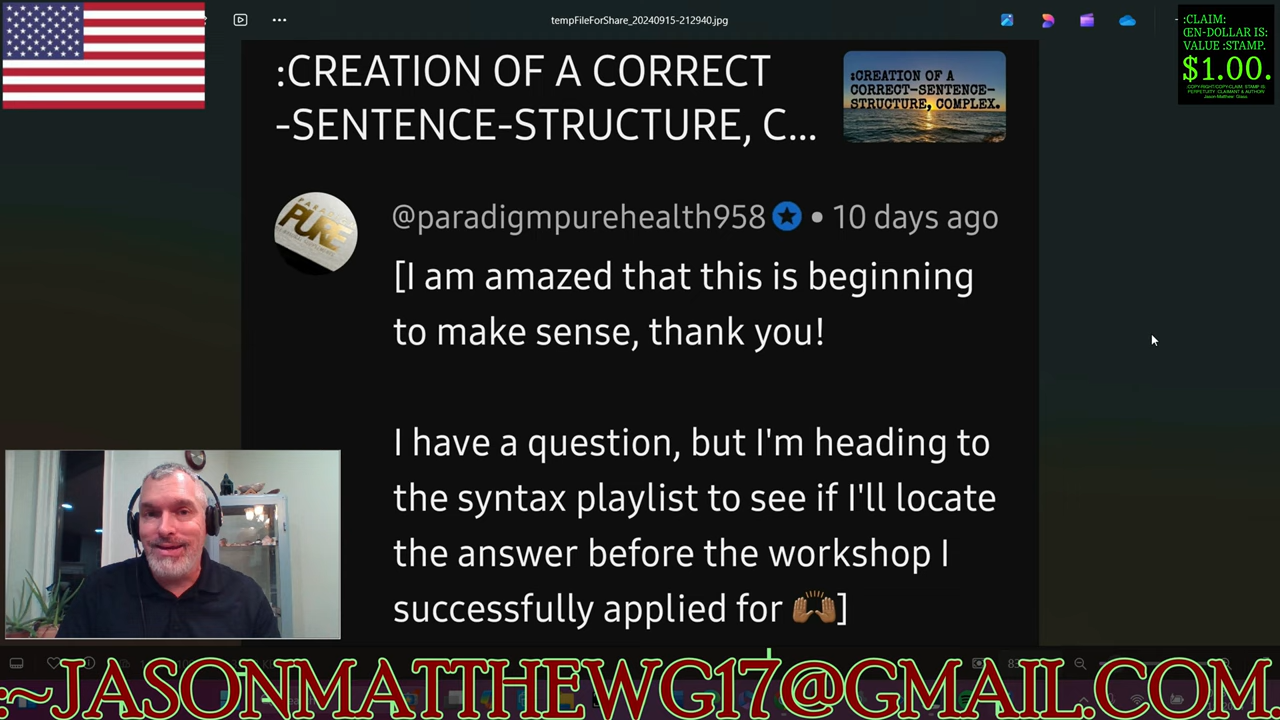 tempFileForShare_20240915-212940.jpg
:CLAIM:
ŒN-DOLLAR IS:
VALUE :STAMP.
$1.00.
:CREATION OF A CORRECT
-SENTENCE-STRUCTURE, C...
:CREATION OF A
CORRECT-SENTENCE-
STRUCTURE, COMPLEX.
PURE
@paradigmpurehealth958 • 10 days ago
[I am amazed that this is beginning
to make sense, thank you!
I have a question, but I'm heading to
the syntax playlist to see if I'll locate
the answer before the workshop I
successfully applied for 🙌🏾]
:~JASONMATTHEWG17@GMAIL.COM.